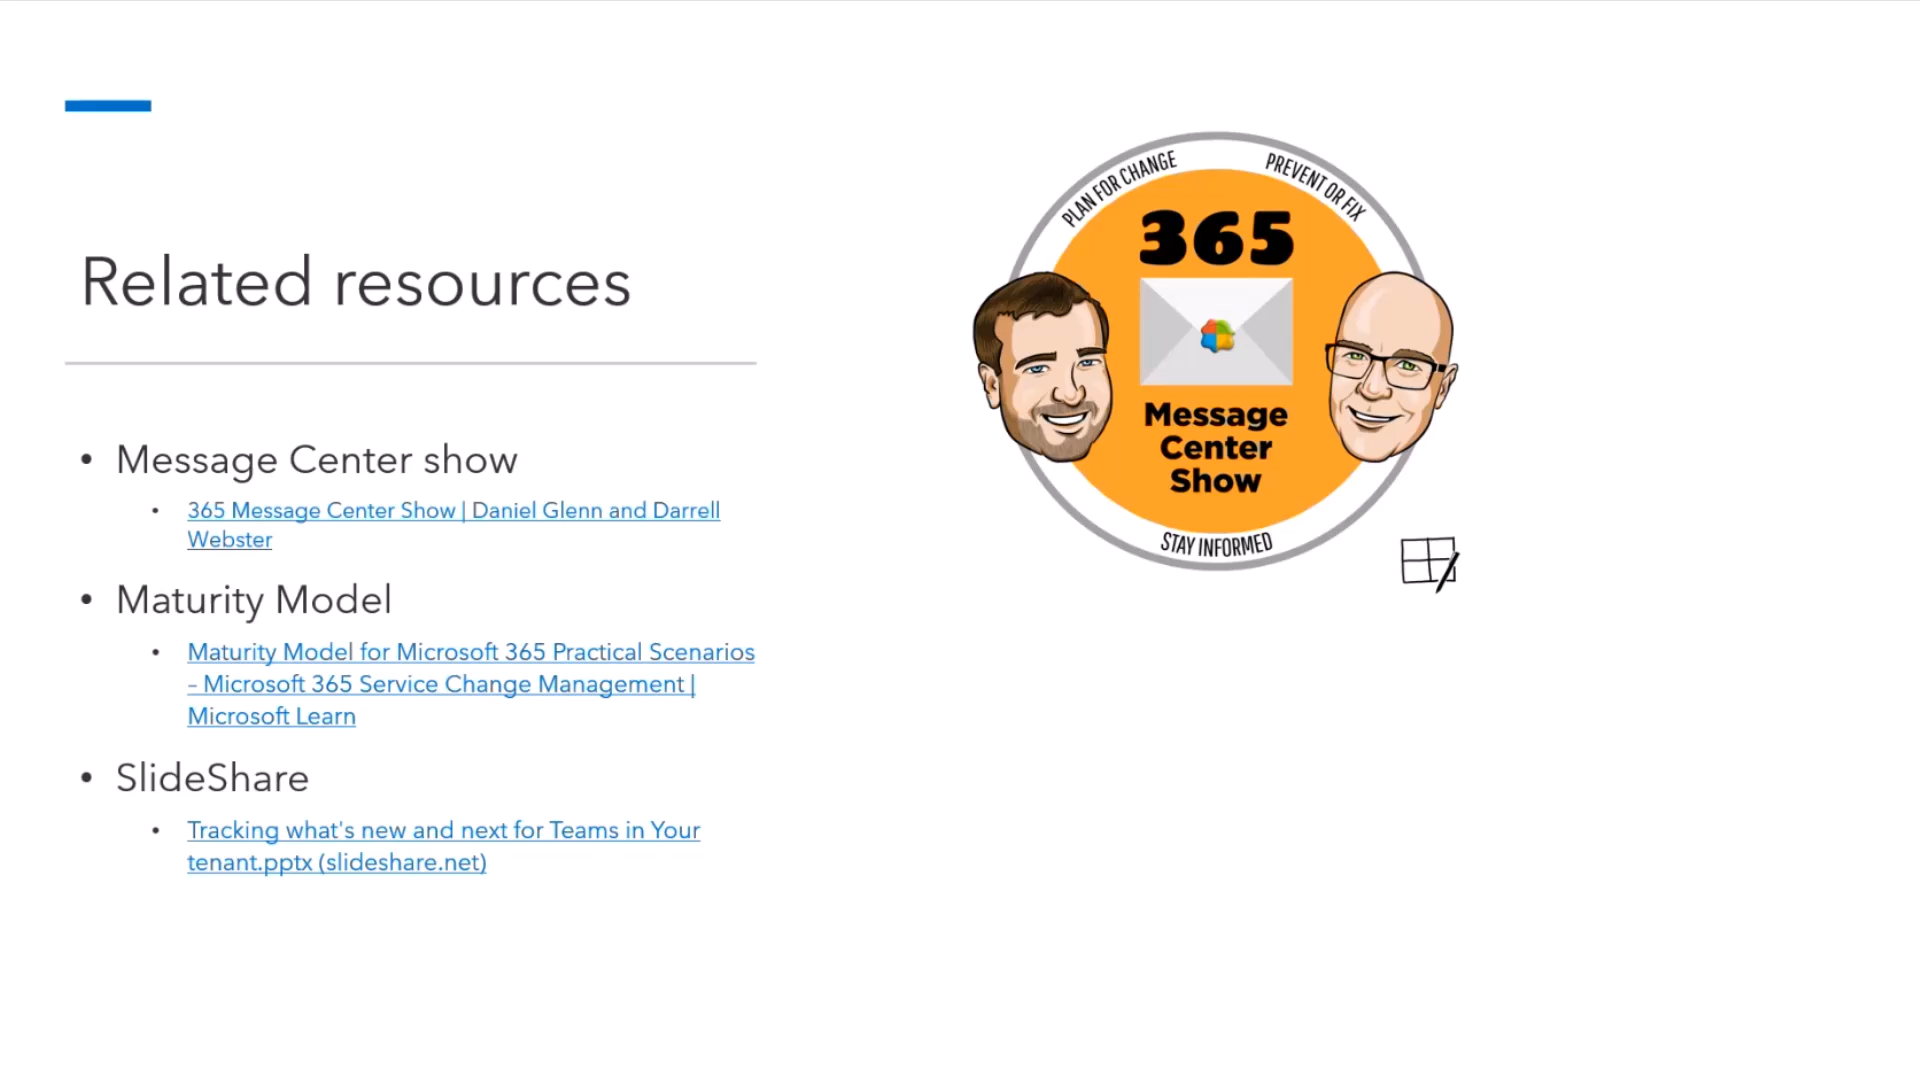 Related resources
• Message Center show
• 365 Message Center Show | Daniel Glenn and Darrell
Webster
• Maturity Model
• Maturity Model for Microsoft 365 Practical Scenarios
– Microsoft 365 Service Change Management |
Microsoft Learn
• SlideShare
• Tracking what's new and next for Teams in Your
tenant.pptx (slideshare.net)
PLAN FOR CHANGE
PREVENT OR FIX
365
Message
Center
Show
STAY INFORMED